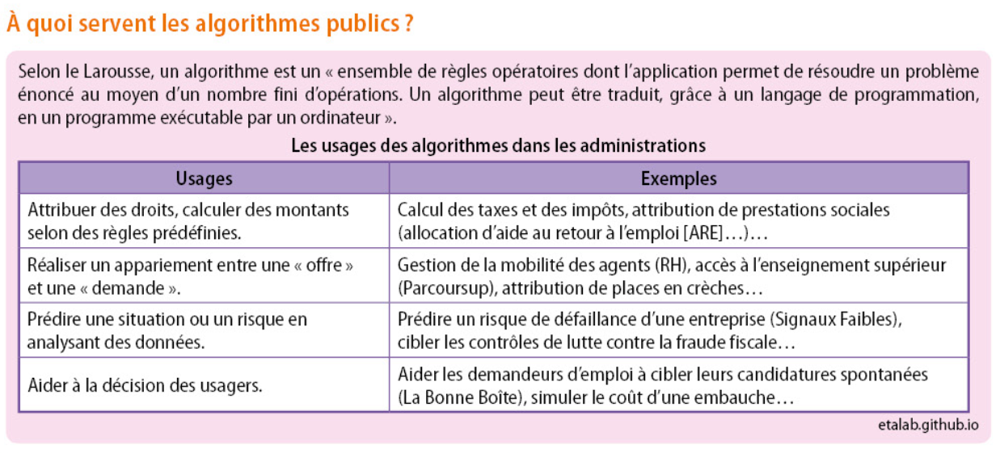 À quoi servent les algorithmes publics ?
Selon le Larousse, un algorithme est un « ensemble de règles opératoires dont l’application permet de résoudre un problème
énoncé au moyen d’un nombre fini d’opérations. Un algorithme peut être traduit, grâce à un langage de programmation,
en un programme exécutable par un ordinateur ».
Les usages des algorithmes dans les administrations
Usages
Exemples
Attribuer des droits, calculer des montants
selon des règles prédéfinies.
Calcul des taxes et des impôts, attribution de prestations sociales
(allocation d’aide au retour à l’emploi [ARE]…)…
Réaliser un appariement entre une « offre »
et une « demande ».
Gestion de la mobilité des agents (RH), accès à l’enseignement supérieur
(Parcoursup), attribution de places en crèches…
Prédire une situation ou un risque en
analysant des données.
Prédire un risque de défaillance d’une entreprise (Signaux Faibles),
cibler les contrôles de lutte contre la fraude fiscale…
Aider à la décision des usagers.
Aider les demandeurs d’emploi à cibler leurs candidatures spontanées
(La Bonne Boîte), simuler le coût d’une embauche…
etalab.github.io